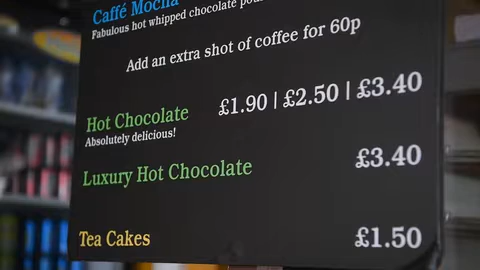 Caffé Mocha
Fabulous hot whipped chocolate
Add an extra shot of coffee for 60p
Hot Chocolate £1.90 | £2.50 | £3.40
Absolutely delicious!
Luxury Hot Chocolate £3.40
Tea Cakes £1.50